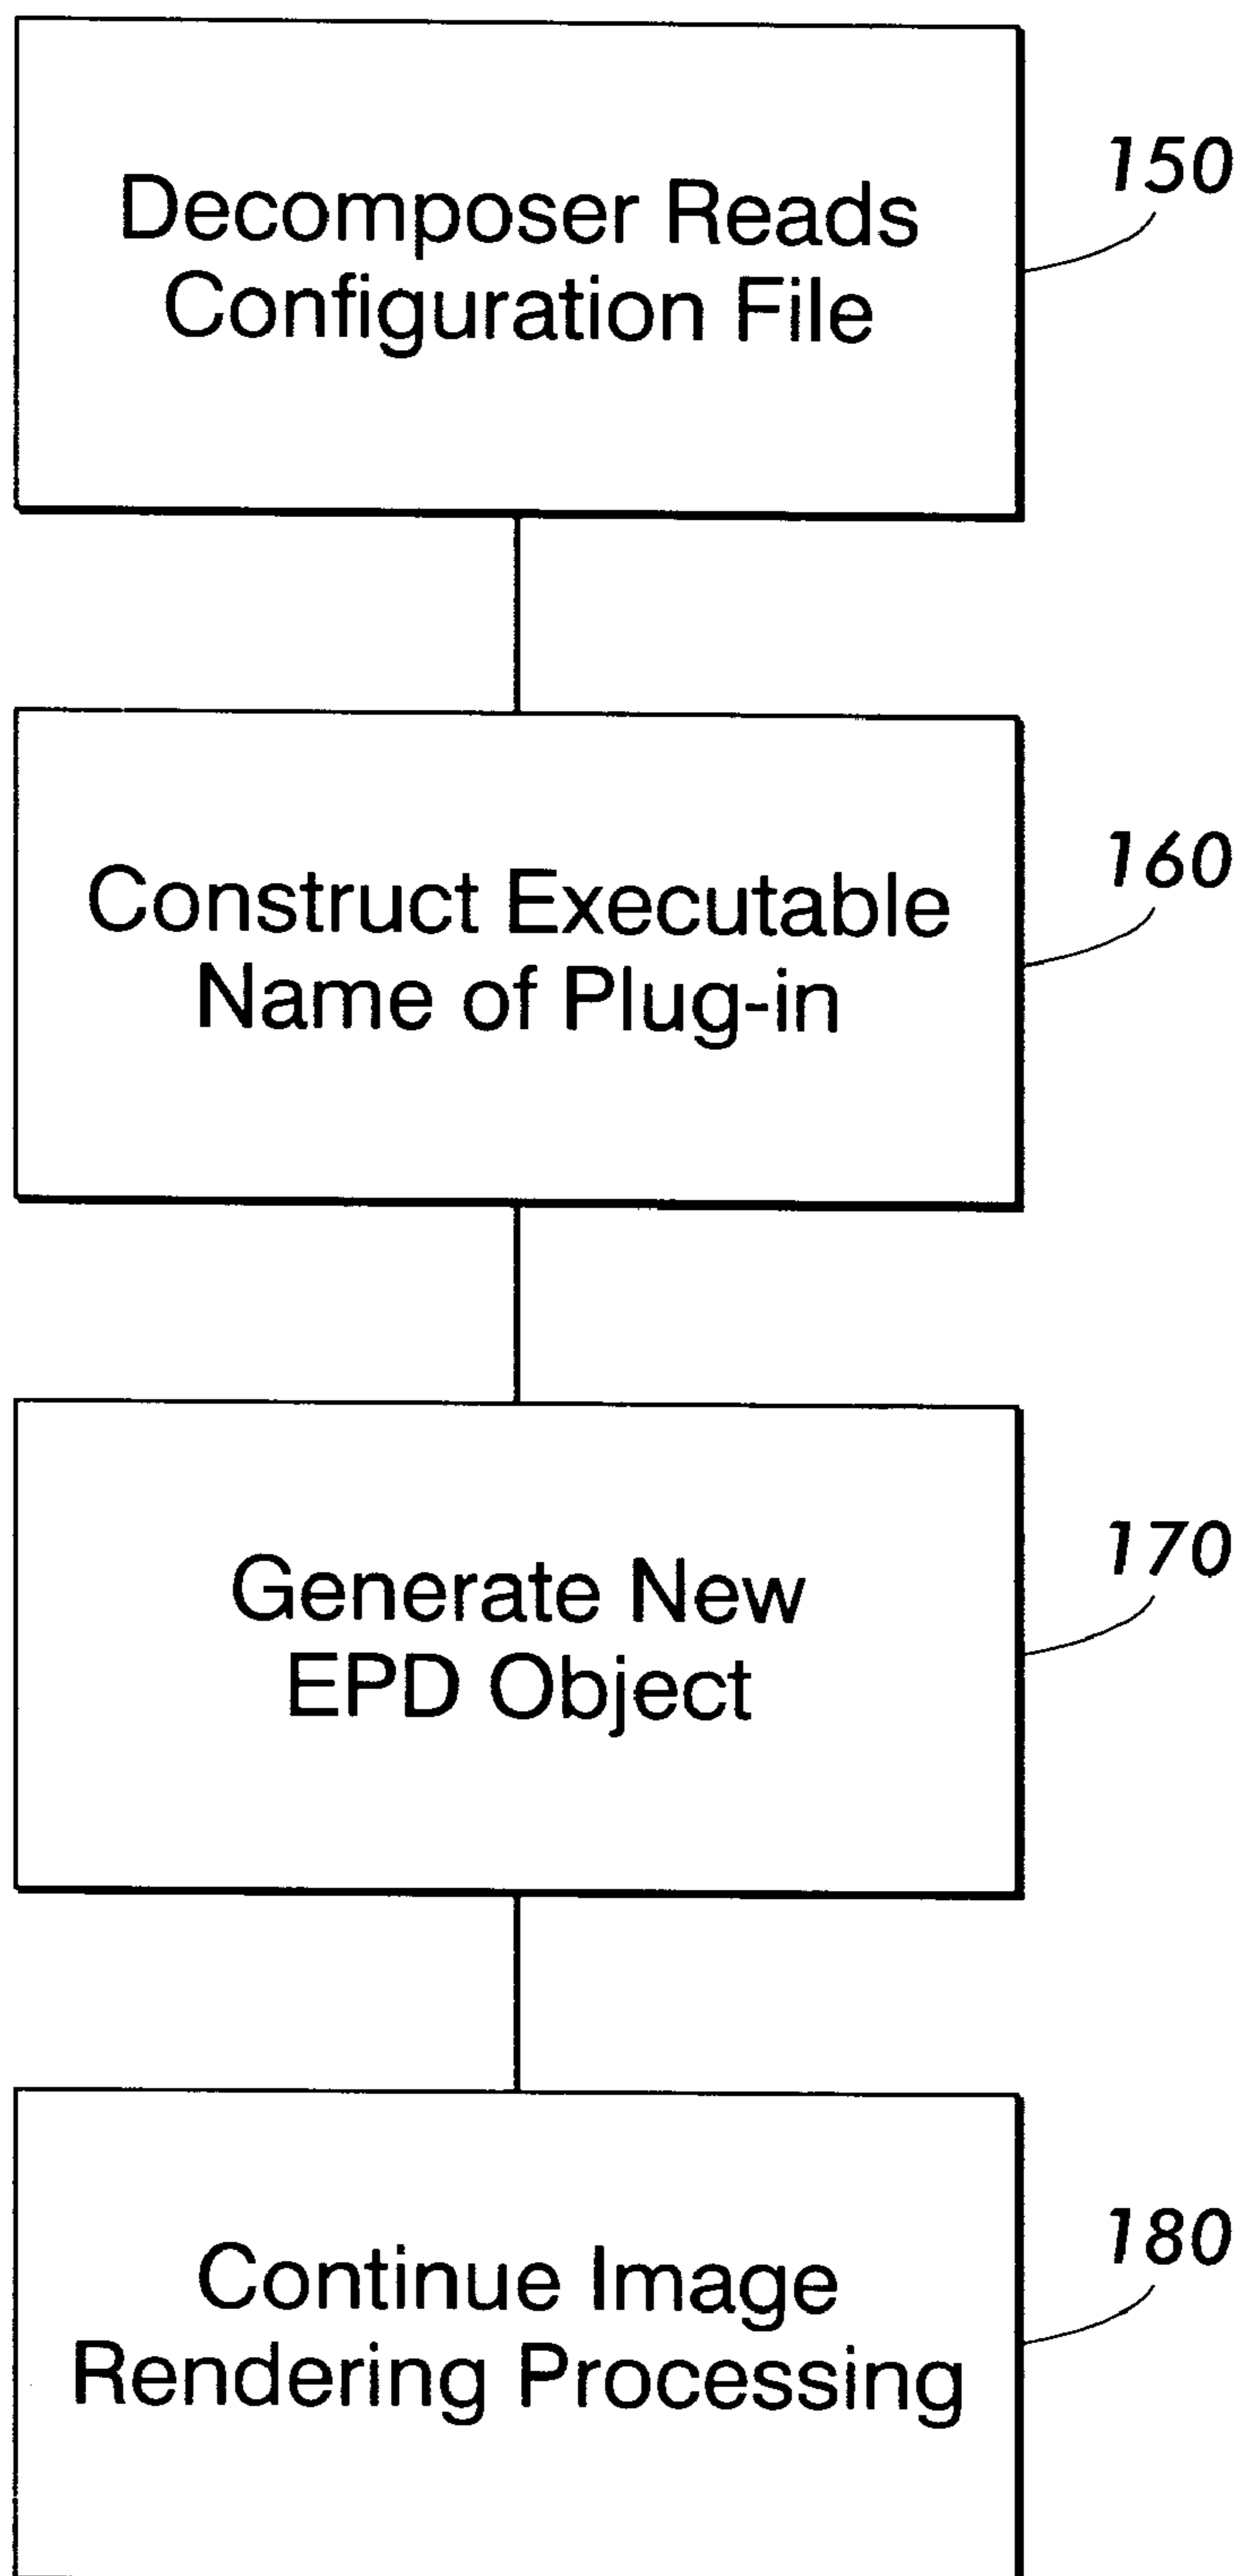 Decomposer Reads
Configuration File
150
Construct Executable
Name of Plug-in
160
Generate New
EPD Object
170
Continue Image
Rendering Processing
180